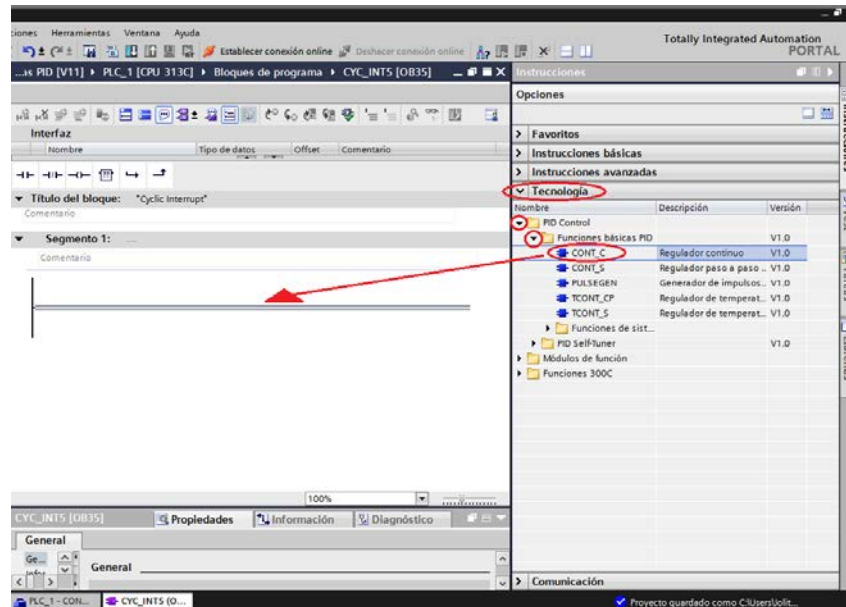 ciones Herramientas Ventana Ayuda
Establecer conexión online Deshacer conexión online
Totally Integrated Automation
PORTAL
...as PID [V11] PLC_1 [CPU 313C] Bloques de programa CYC_INT5 [OB35]
Instrucciones
Opciones
Interfaz
Nombre Tipo de datos Offset Comentario
Título del bloque: "Cyclic Interrupt"
Comentario
Segmento 1: ...
Comentario
Favoritos
Instrucciones básicas
Instrucciones avanzadas
Tecnología
Nombre Descripción Versión
PID Control
Funciones básicas PID V1.0
CONT_C Regulador continuo V1.0
CONT_S Regulador paso a paso .. V1.0
PULSEGEN Generador de impulsos.. V1.0
TCONT_CP Regulador de temperat... V1.0
TCONT_S Regulador de temperat... V1.0
Funciones de sist...
PID Self-Tuner V1.0
Módulos de función
Funciones 300C
100%
CYC_INT5 [OB35] Propiedades Información Diagnóstico
General
Ge...
General
Comunicación
PLC_1 - CON... CYC_INT5 (O...
Proyecto guardado como C:\Users\Jolit...